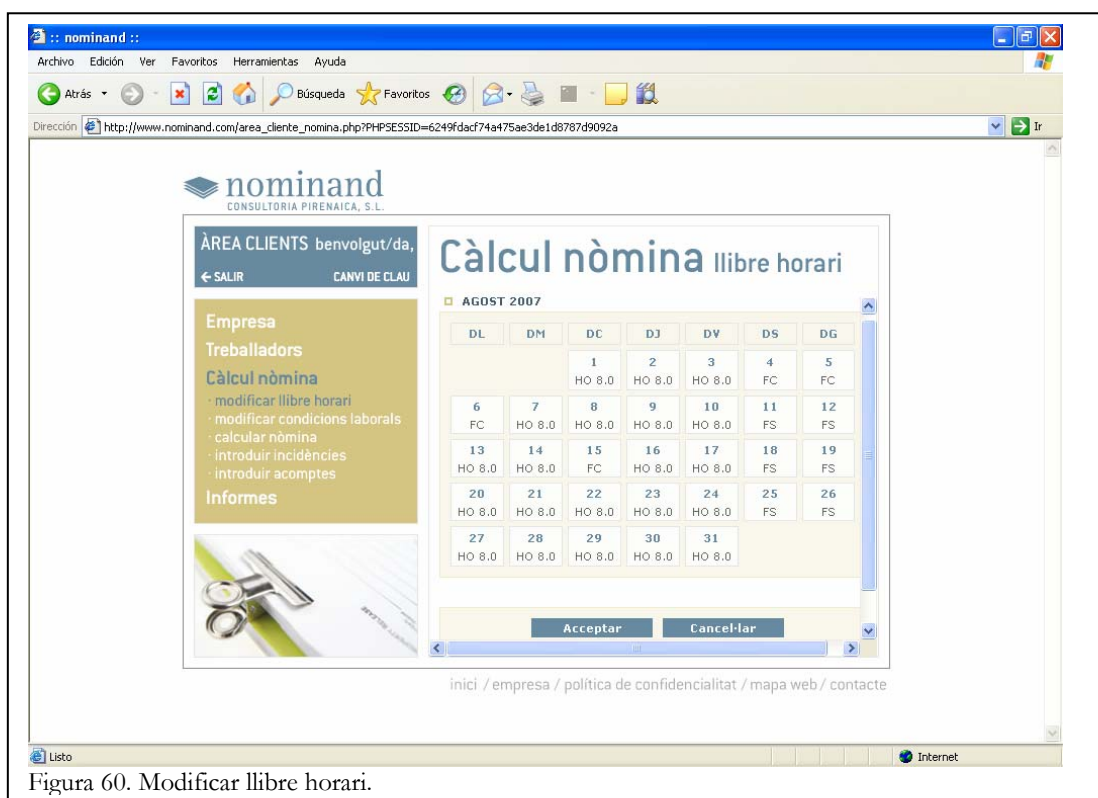 :: nominand ::
Archivo Edición Ver Favoritos Herramientas Ayuda
Atrás Búsqueda Favoritos
Dirección http://www.nominand.com/area_cliente_nomina.php?PHPSESSID=6249fdacf74a475ae3de1d8787d9092a Ir
nominand
CONSULTORIA PIRENAICA, S.L.
ÀREA CLIENTS benvolgut/da,
← SALIR CANVI DE CLAU
Empresa
Treballadors
Càlcul nòmina
· modificar llibre horari
· modificar condicions laborals
· calcular nòmina
· introduir incidències
· introduir acomptes
Informes
Càlcul nòmina llibre horari
AGOST 2007
DL DM DC DJ DV DS DG
1 2 3 4 5
HO 8.0 HO 8.0 HO 8.0 FC FC
6 7 8 9 10 11 12
FC HO 8.0 HO 8.0 HO 8.0 HO 8.0 FS FS
13 14 15 16 17 18 19
HO 8.0 HO 8.0 FC HO 8.0 HO 8.0 FS FS
20 21 22 23 24 25 26
HO 8.0 HO 8.0 HO 8.0 HO 8.0 HO 8.0 FS FS
27 28 29 30 31
HO 8.0 HO 8.0 HO 8.0 HO 8.0 HO 8.0
Acceptar Cancel·lar
inici / empresa / política de confidencialitat / mapa web / contacte
Listo Internet
Figura 60. Modificar llibre horari.